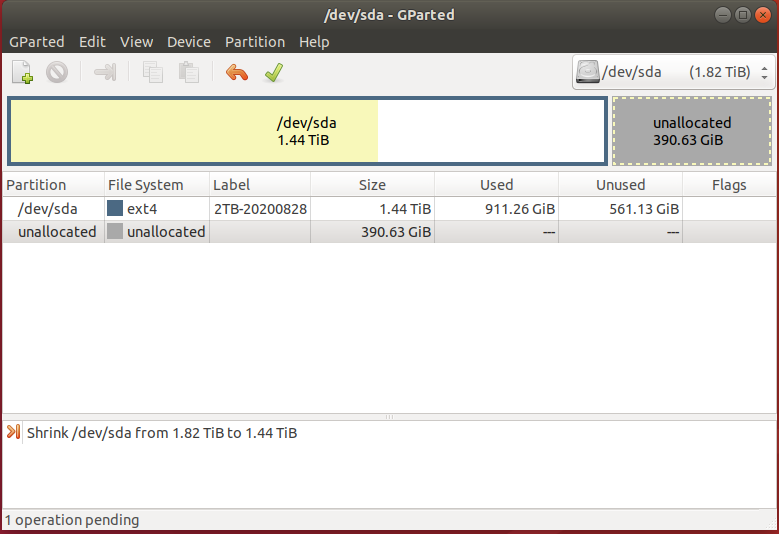 /dev/sda - GParted
GParted Edit View Device Partition Help
/dev/sda (1.82 TiB)
/dev/sda
1.44 TiB
unallocated
390.63 GiB
Partition File System Label Size Used Unused Flags
/dev/sda ext4 2TB-20200828 1.44 TiB 911.26 GiB 561.13 GiB
unallocated unallocated 390.63 GiB --- ---
Shrink /dev/sda from 1.82 TiB to 1.44 TiB
1 operation pending